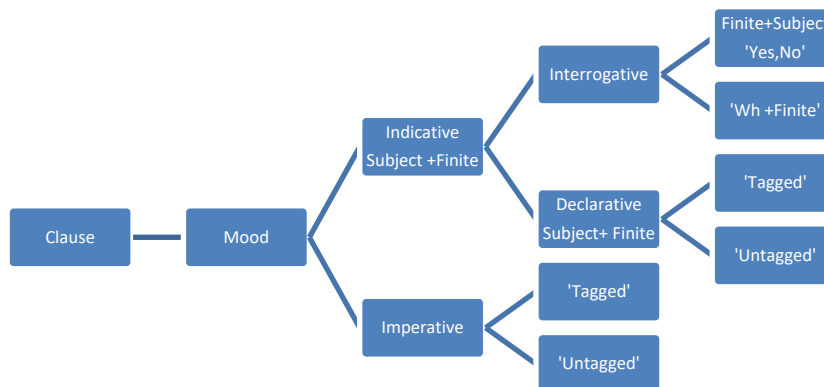 Clause
Mood
Indicative
Subject +Finite
Imperative
Interrogative
Declarative
Subject+ Finite
'Tagged'
'Untagged'
Finite+Subject
'Yes,No'
'Wh +Finite'
'Tagged'
'Untagged'